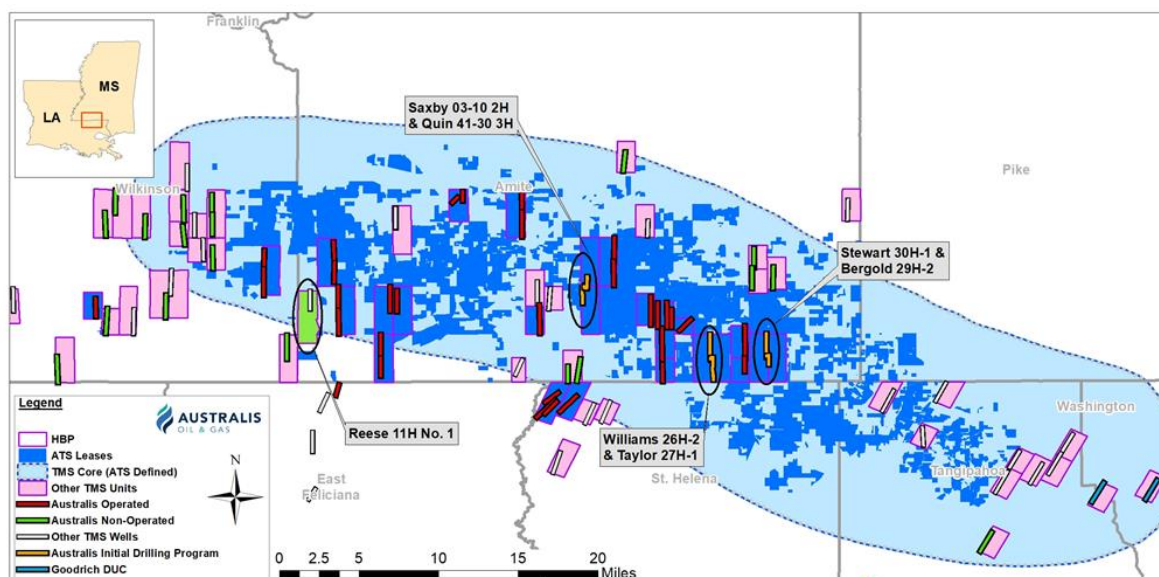 Franklin
MS
LA
Saxby 03-10 2H
& Quin 41-30 3H
Wilkinson
Amite
Pike
Stewart 30H-1 &
Bergold 29H-2
Reese 11H No. 1
Williams 26H-2
& Taylor 27H-1
Washington
Tangipahoa
St. Helena
East
Feliciana
Legend
AUSTRALIS
OIL & GAS
HBP
ATS Leases
TMS Core (ATS Defined)
Other TMS Units
Australis Operated
Australis Non-Operated
Other TMS Wells
Australis Initial Drilling Program
Goodrich DUC
N
0 2.5 5 10 15 20
Miles